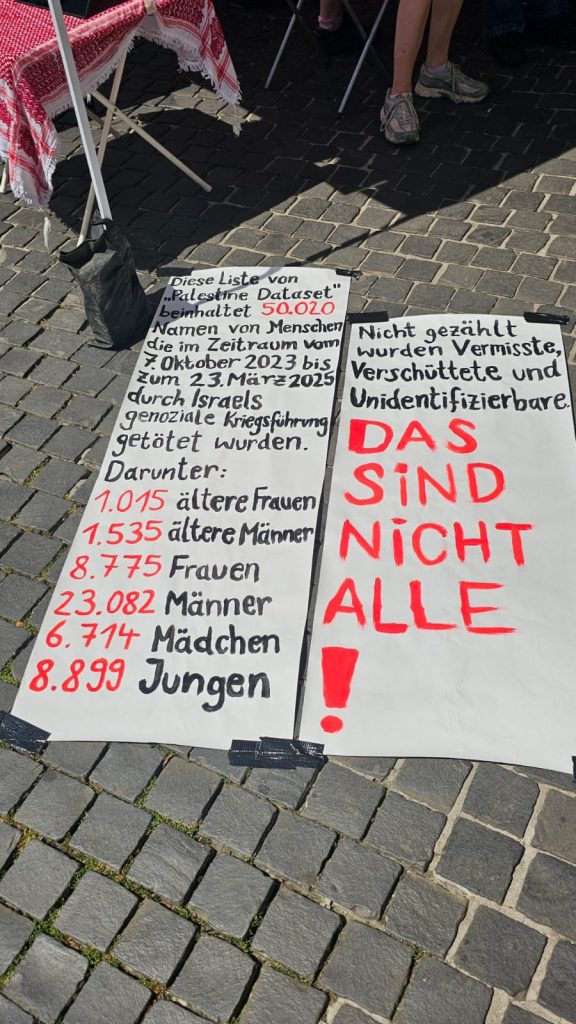 Diese Liste von
„Palestine Dataset"
beinhaltet 50.020
Namen von Menschen
die im Zeitraum vom
7. Oktober 2023 bis
zum 23. März 2025
durch Israels
genoziale Kriegsführung
getötet wurden.
Darunter:
1.015 ältere Frauen
1.535 ältere Männer
8.775 Frauen
23.082 Männer
6.714 Mädchen
8.899 Jungen
Nicht gezählt
wurden Vermisste,
Verschüttete und
Unidentifizierbare.
DAS
SiND
NiCHT
ALLE
!